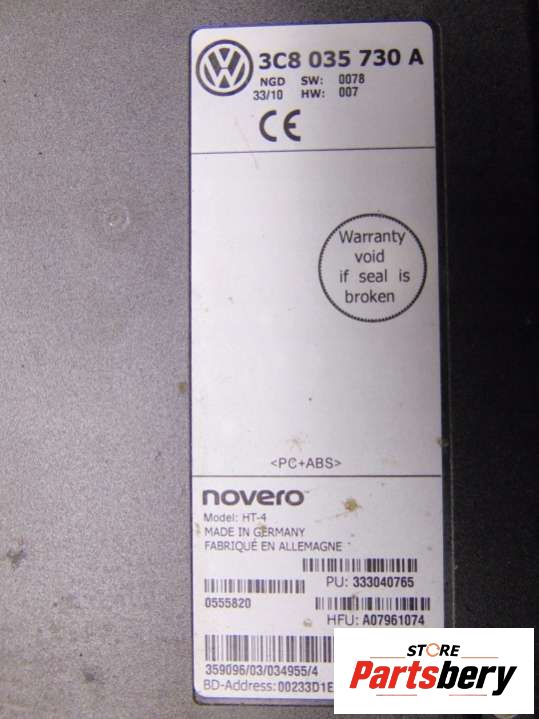 3C8 035 730 A
NGD SW: 0078
33/10 HW: 007
CE
Warranty
void
if seal is
broken
<PC+ABS>
novero
Model: HT-4
MADE IN GERMANY
FABRIQUÉ EN ALLEMAGNE
PU: 333040765
0555820
HFU: A07961074
359096/03/034955/4
BD-Address: 00233D1E
STORE
Partsbery